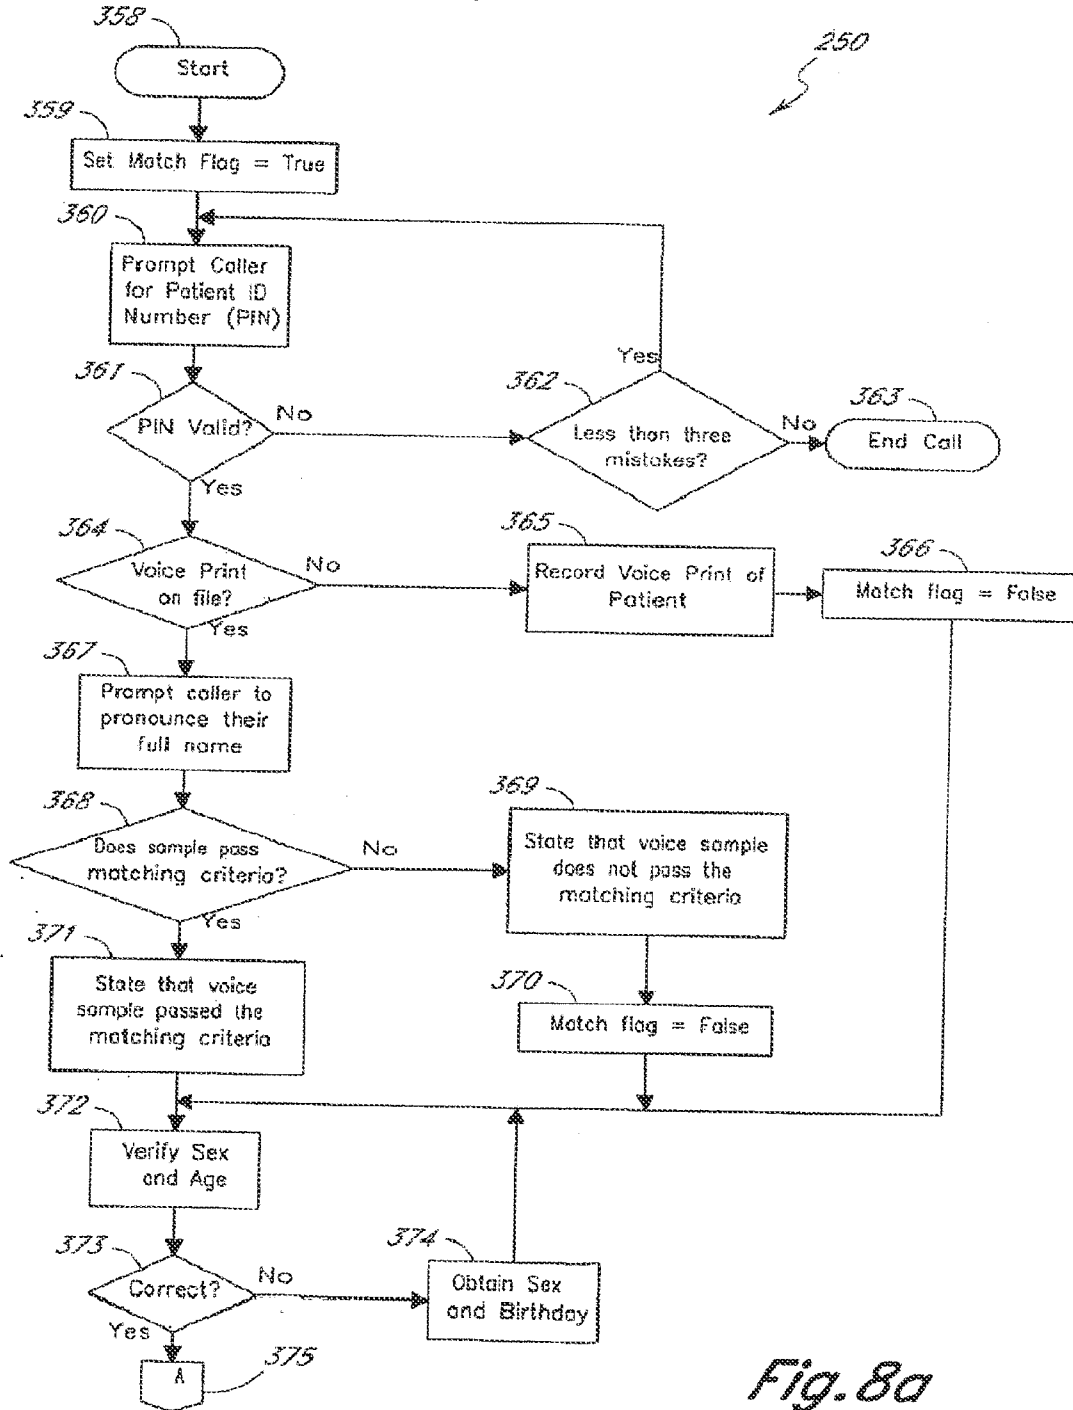 358
Start
250
359
Set Match Flag = True
360
Prompt Caller
for Patient ID
Number (PIN)
361
PIN Valid?
No
Yes
362
Less than three
mistakes?
Yes
No
363
End Call
364
Voice Print
on file?
No
Yes
365
Record Voice Print of
Patient
366
Match flag = False
367
Prompt caller to
pronounce their
full name
368
Does sample pass
matching criteria?
No
Yes
369
State that voice sample
does not pass the
matching criteria
370
Match flag = False
371
State that voice
sample passed the
matching criteria
372
Verify Sex
and Age
373
Correct?
No
Yes
374
Obtain Sex
and Birthday
A
375
Fig. 8a